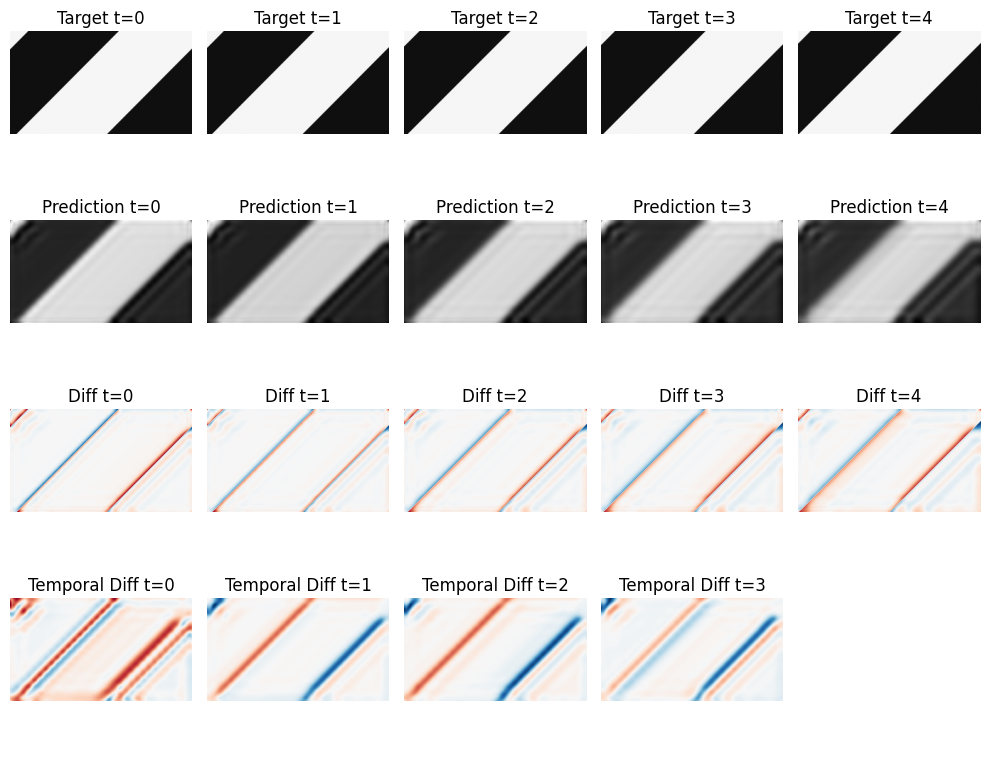 Target t=0 Target t=1 Target t=2 Target t=3 Target t=4
Prediction t=0 Prediction t=1 Prediction t=2 Prediction t=3 Prediction t=4
Diff t=0 Diff t=1 Diff t=2 Diff t=3 Diff t=4
Temporal Diff t=0 Temporal Diff t=1 Temporal Diff t=2 Temporal Diff t=3